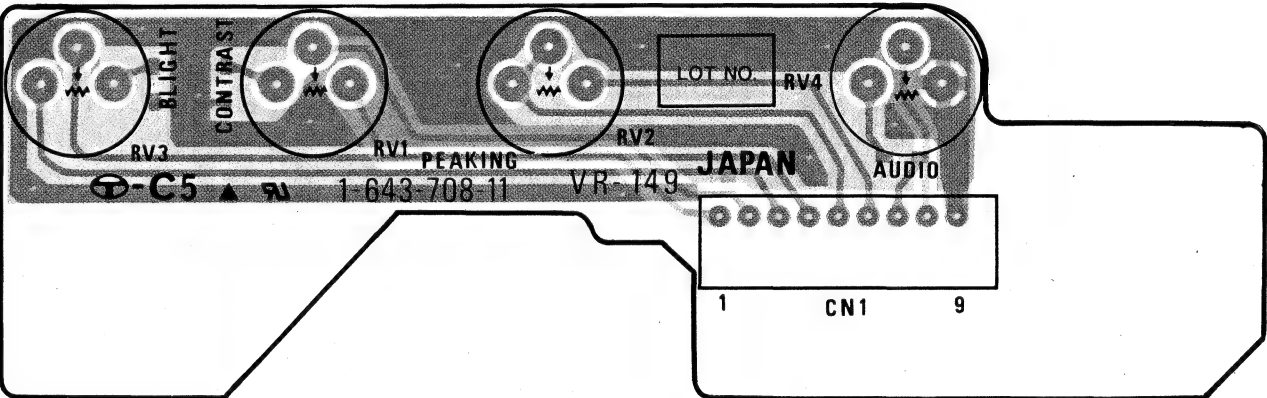 BLIGHT
CONTRAST
LOT NO.
RV4
RV3
RV1
PEAKING
RV2
JAPAN
AUDIO
-C5
1-643-708-11
VR-149
1
CN1
9